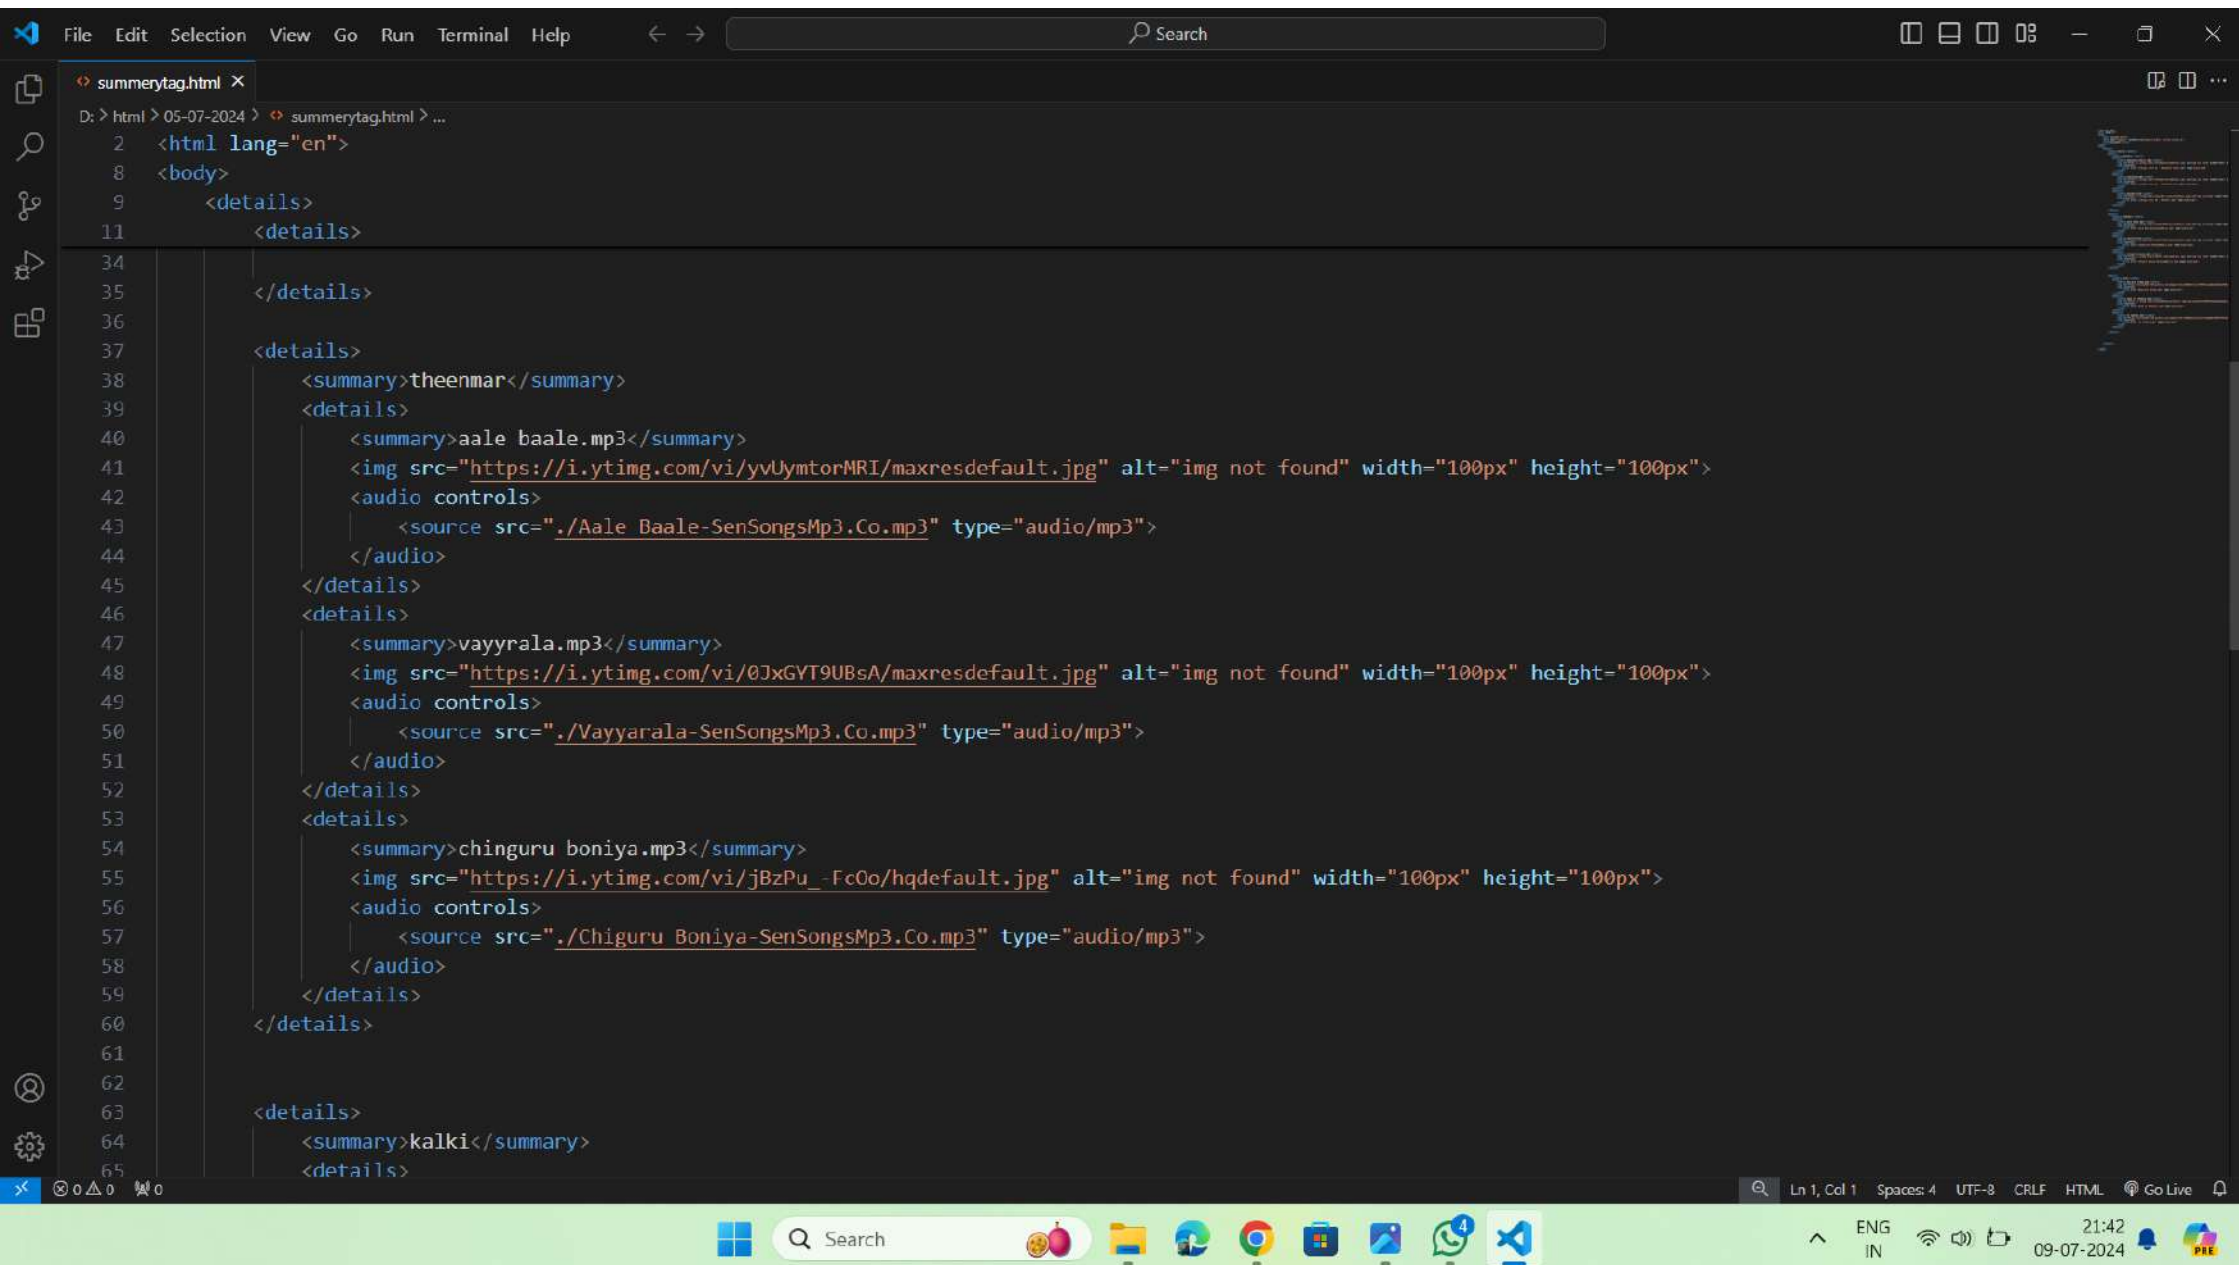 File Edit Selection View Go Run Terminal Help
Search
summerytag.html
D: > html > 05-07-2024 > summerytag.html > ...
2 <html lang="en">
8 <body>
9 <details>
11 <details>
34
35 </details>
36
37 <details>
38 <summary>theenmar</summary>
39 <details>
40 <summary>aale baale.mp3</summary>
41 <img src="https://i.ytimg.com/vi/yvUymtorMRI/maxresdefault.jpg" alt="img not found" width="100px" height="100px">
42 <audio controls>
43 <source src="./Aale Baale-SenSongsMp3.Co.mp3" type="audio/mp3">
44 </audio>
45 </details>
46 <details>
47 <summary>vayyrala.mp3</summary>
48 <img src="https://i.ytimg.com/vi/0JxGYT9UBsA/maxresdefault.jpg" alt="img not found" width="100px" height="100px">
49 <audio controls>
50 <source src="./Vayyarala-SenSongsMp3.Co.mp3" type="audio/mp3">
51 </audio>
52 </details>
53 <details>
54 <summary>chinguru boniya.mp3</summary>
55 <img src="https://i.ytimg.com/vi/jBzPu_-FcOo/hqdefault.jpg" alt="img not found" width="100px" height="100px">
56 <audio controls>
57 <source src="./Chiguru Boniya-SenSongsMp3.Co.mp3" type="audio/mp3">
58 </audio>
59 </details>
60 </details>
61
62
63 <details>
64 <summary>kalki</summary>
65 <details>
0 0 0
Ln 1, Col 1 Spaces: 4 UTF-8 CRLF HTML Go Live
Search
4
ENG
IN
21:42
09-07-2024
PRE